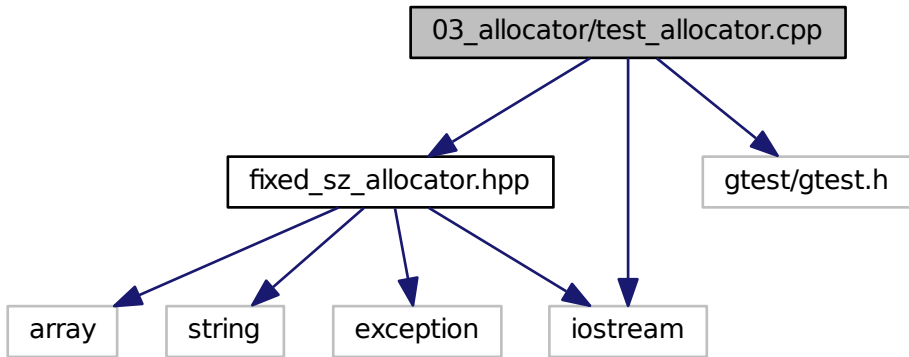 03_allocator/test_allocator.cpp
fixed_sz_allocator.hpp
gtest/gtest.h
array
string
exception
iostream